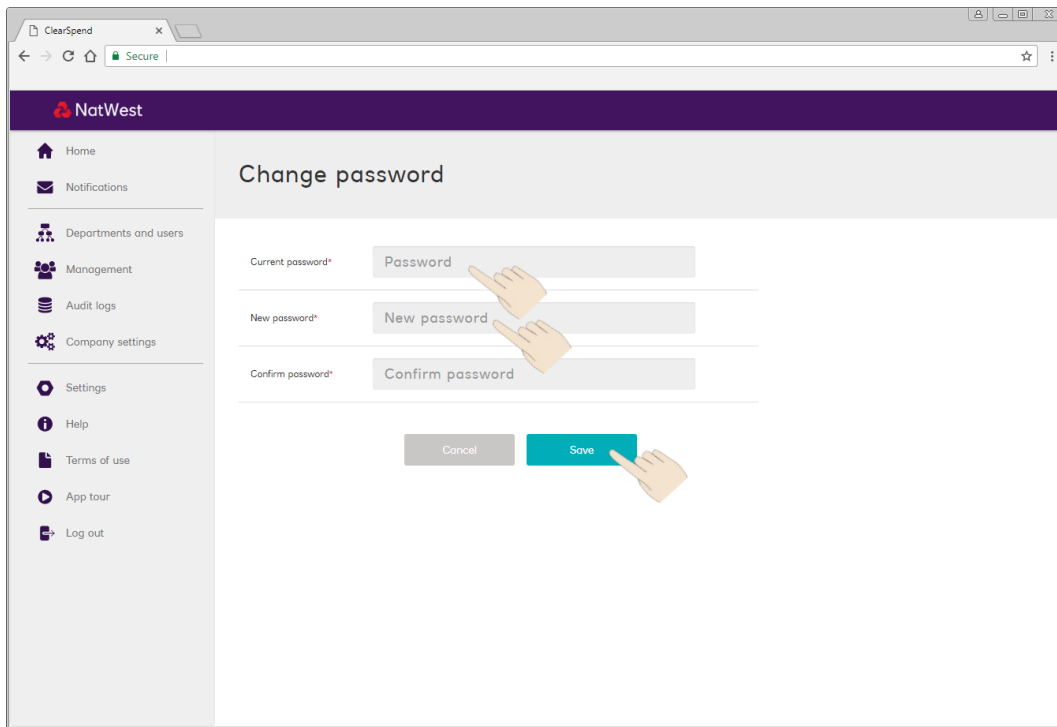 ClearSpend
Secure
NatWest
Home
Notifications
Departments and users
Management
Audit logs
Company settings
Settings
Help
Terms of use
App tour
Log out
Change password
Current password*
Password
New password*
New password
Confirm password*
Confirm password
Cancel
Save